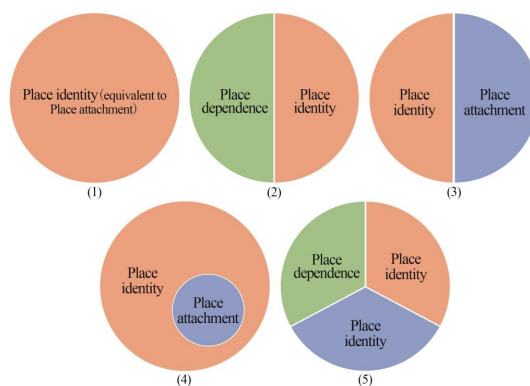 Place identity (equivalent to
Place attachment)
(1)
Place
dependence
Place
identity
(2)
Place
identity
Place
attachment
(3)
Place
identity
Place
attachment
(4)
Place
dependence
Place
identity
Place
identity
(5)